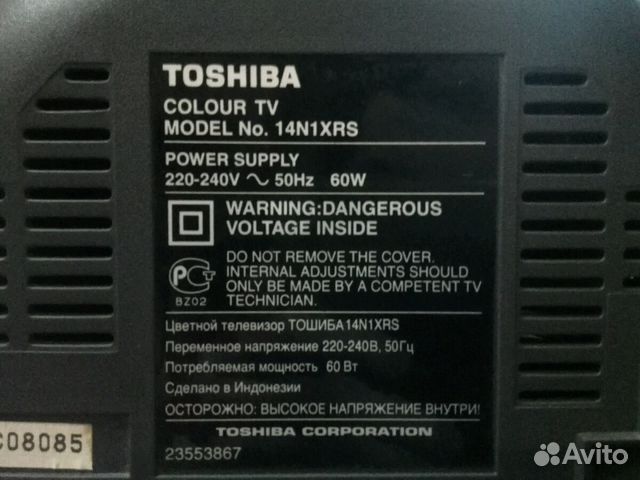 TOSHIBA
COLOUR TV
MODEL No. 14N1XRS
POWER SUPPLY
220-240V ~ 50Hz 60W
WARNING:DANGEROUS
VOLTAGE INSIDE
DO NOT REMOVE THE COVER.
INTERNAL ADJUSTMENTS SHOULD
ONLY BE MADE BY A COMPETENT TV
TECHNICIAN.
BZ02
Цветной телевизор ТОШИБА14N1XRS
Переменное напряжение 220-240В, 50Гц
Потребляемая мощность 60 Вт
Сделано в Индонезии
ОСТОРОЖНО: ВЫСОКОЕ НАПРЯЖЕНИЕ ВНУТРИ!
TOSHIBA CORPORATION
23553867
C08085
Avito